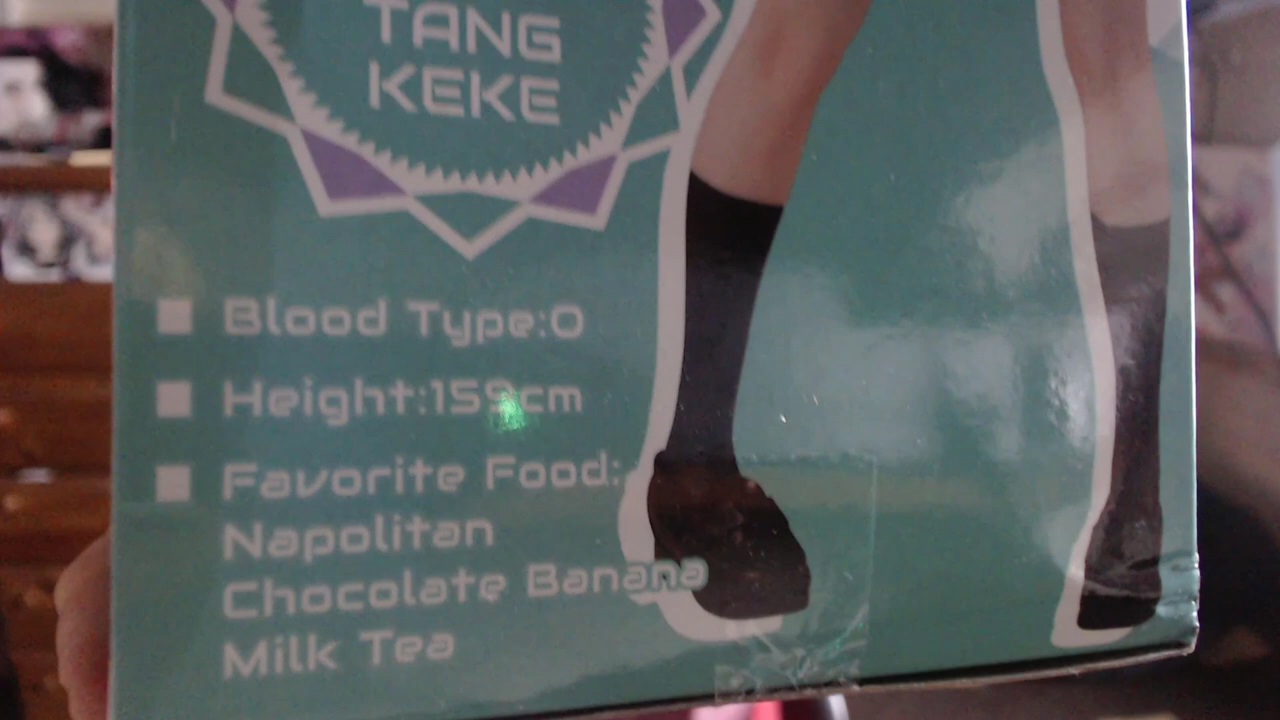 TANG
KEKE
Blood Type:O
Height:159cm
Favorite Food:
Napolitan
Chocolate Banana
Milk Tea